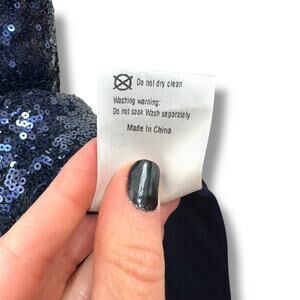 Do not dry clean
Washing warning:
Do not soak Wash separately
Made In China